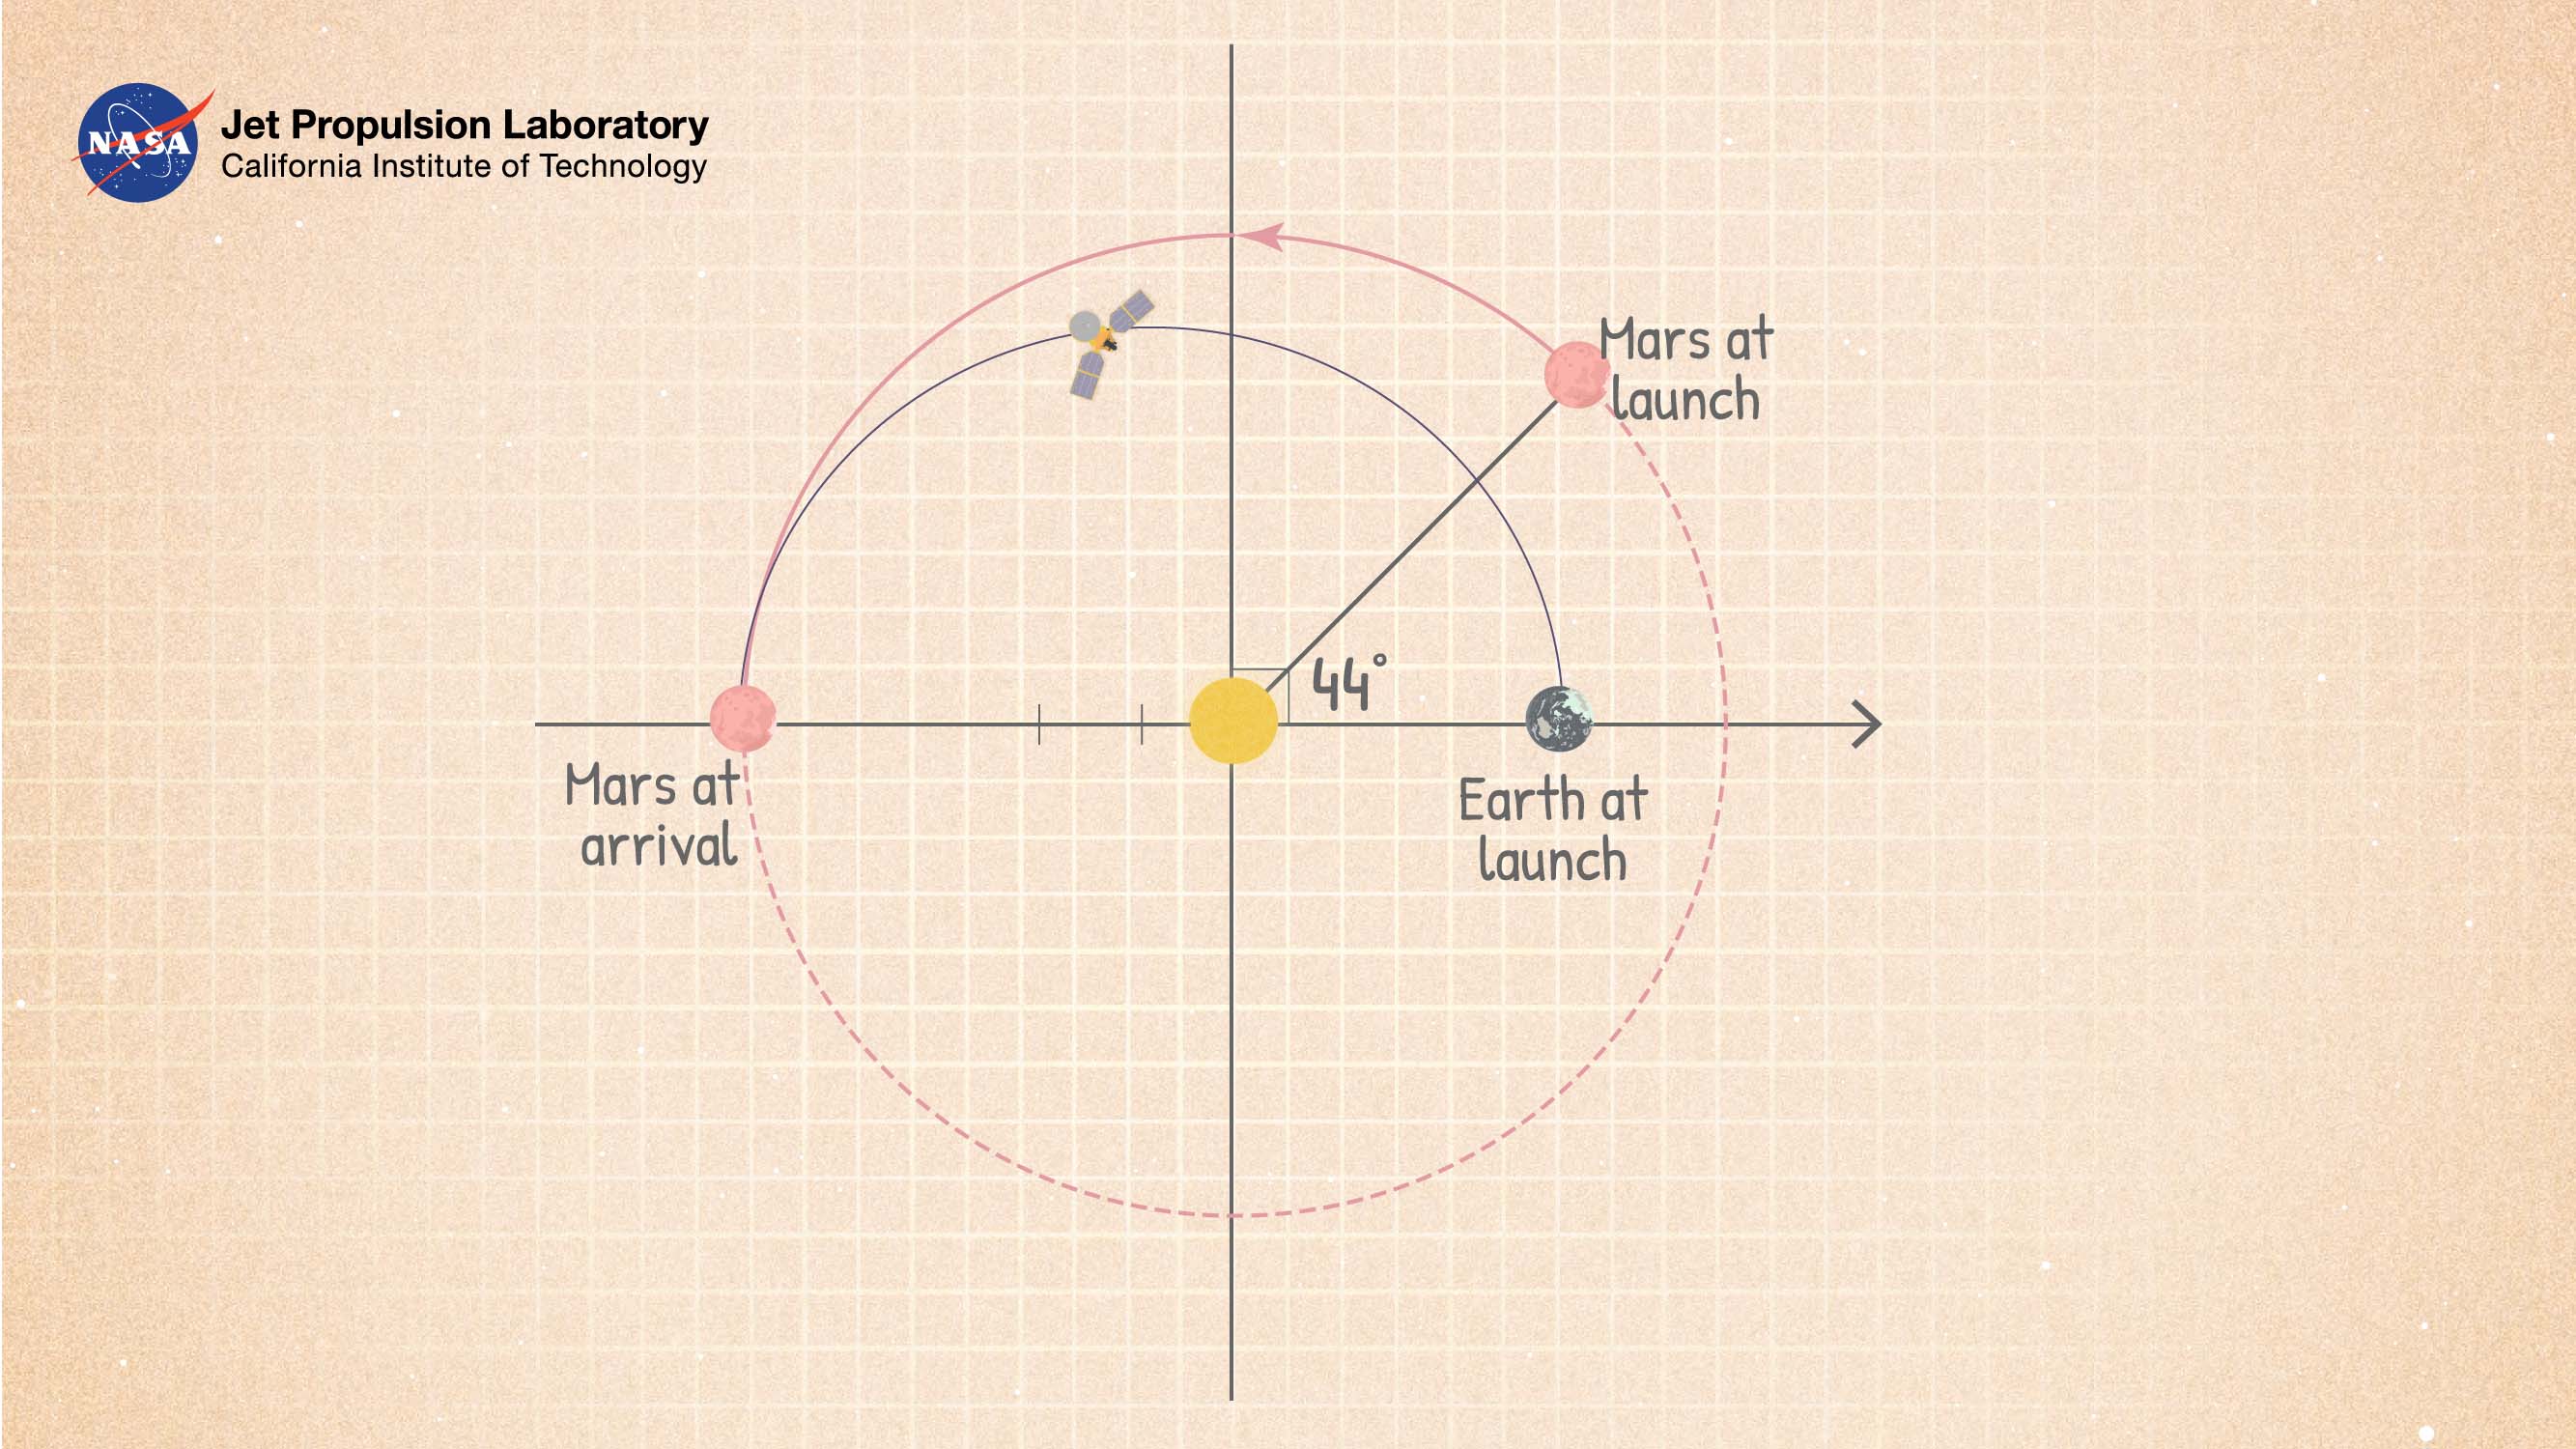 NASA
Jet Propulsion Laboratory
California Institute of Technology
Mars at
launch
44°
Mars at
arrival
Earth at
launch